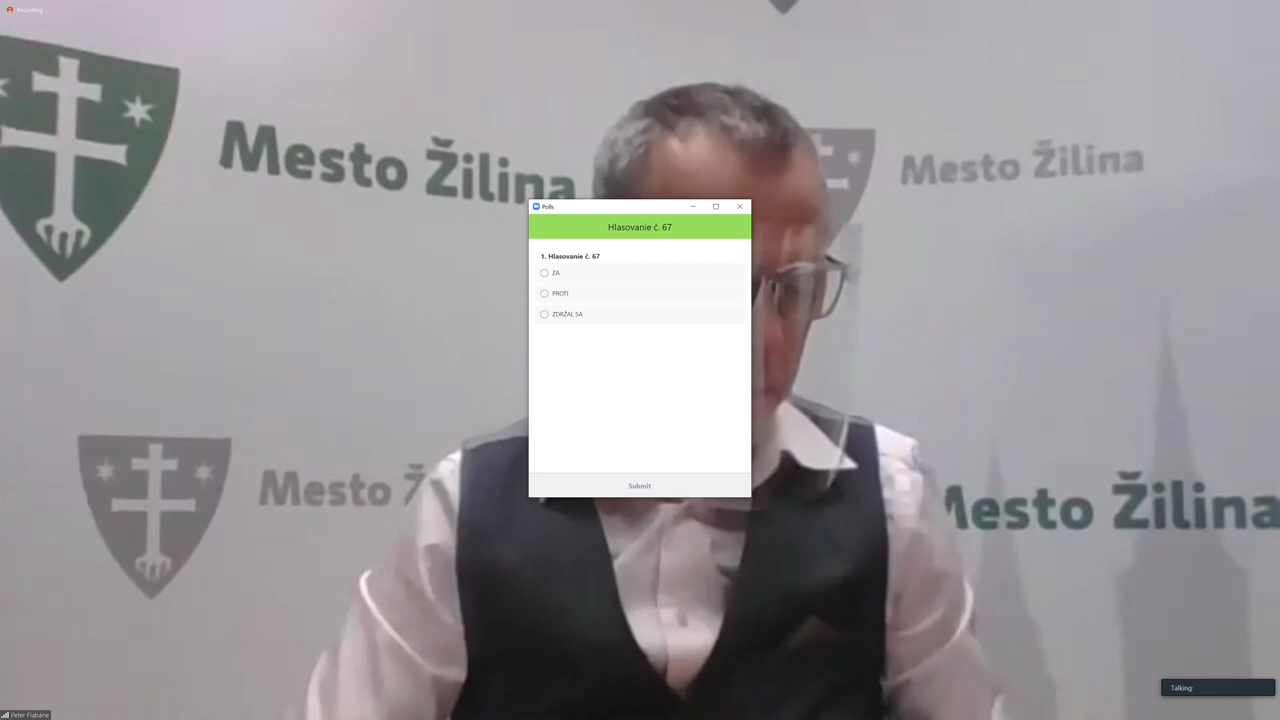 Recording
Mesto Žilina
Mesto Žilina
Polls
Hlasovanie č. 67
1. Hlasovanie č. 67
ZA
PROTI
ZDRŽAL SA
Submit
Mesto Ž
Mesto Žilina
Talking:
Peter Fiabáne